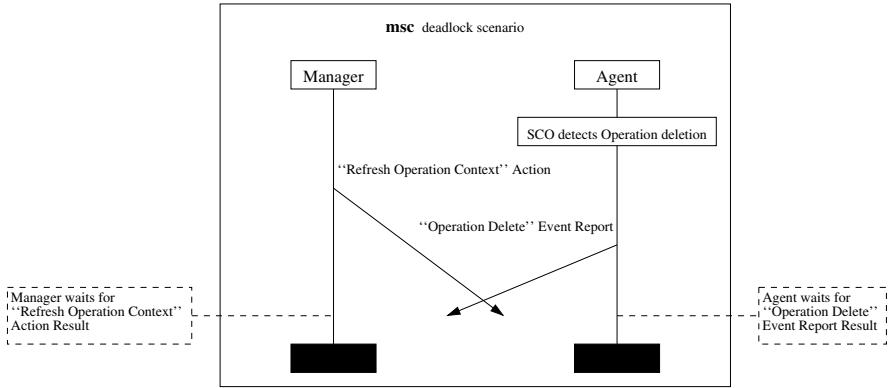 msc deadlock scenario
Manager
Agent
SCO detects Operation deletion
‘‘Refresh Operation Context’’ Action
‘‘Operation Delete’’ Event Report
Manager waits for
‘‘Refresh Operation Context’’
Action Result
Agent waits for
‘‘Operation Delete’’
Event Report Result